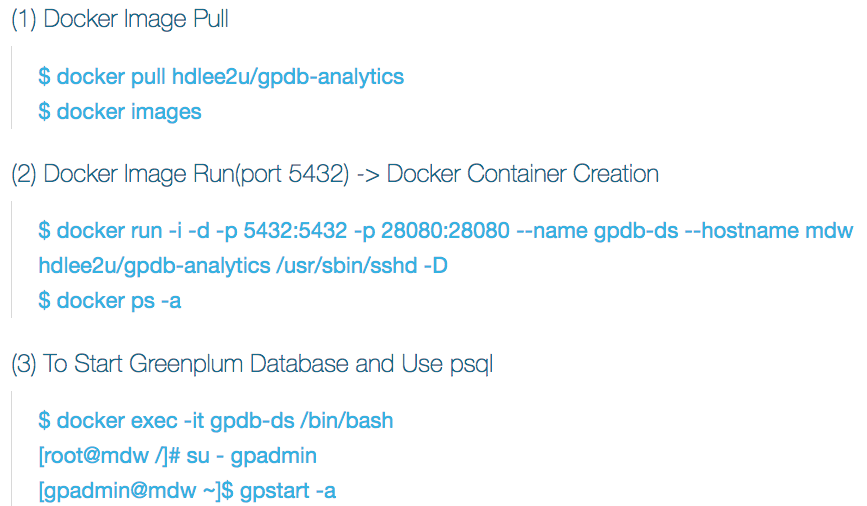 (1) Docker Image Pull
$ docker pull hdlee2u/gpdb-analytics
$ docker images
(2) Docker Image Run(port 5432) -> Docker Container Creation
$ docker run -i -d -p 5432:5432 -p 28080:28080 --name gpdb-ds --hostname mdw
hdlee2u/gpdb-analytics /usr/sbin/sshd -D
$ docker ps -a
(3) To Start Greenplum Database and Use psql
$ docker exec -it gpdb-ds /bin/bash
[root@mdw /]# su - gpadmin
[gpadmin@mdw ~]$ gpstart -a